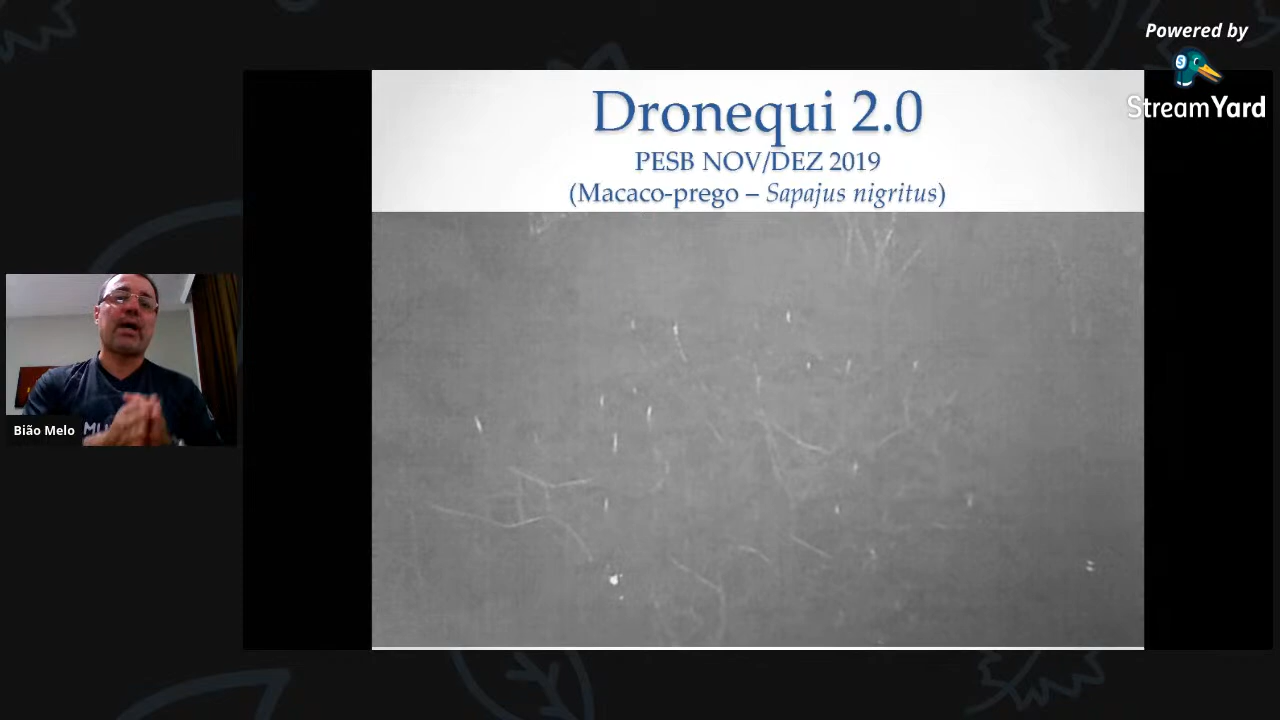 Powered by
StreamYard
Dronequi 2.0
PESB NOV/DEZ 2019
(Macaco-prego – Sapajus nigritus)
Bião Melo